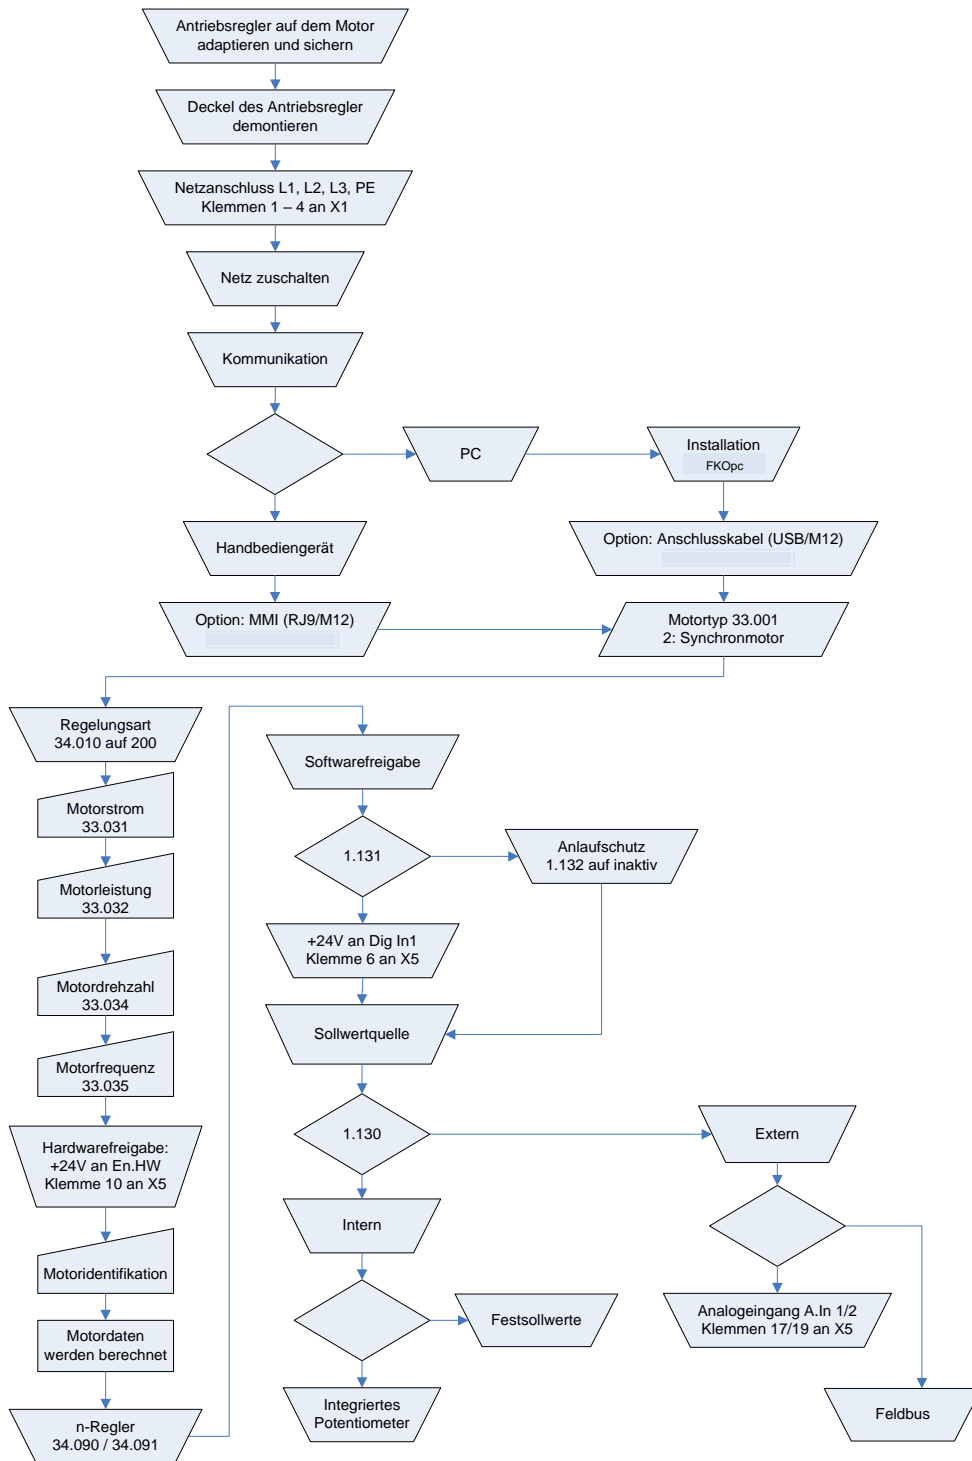 Antriebsregler auf dem Motor
adaptieren und sichern
Deckel des Antriebsregler
demontieren
Netzanschluss L1, L2, L3, PE
Klemmen 1 – 4 an X1
Netz zuschalten
Kommunikation
PC
Installation
FKOpc
Handbediengerät
Option: Anschlusskabel (USB/M12)
Option: MMI (RJ9/M12)
Motortyp 33.001
2: Synchronmotor
Regelungsart
34.010 auf 200
Motorstrom
33.031
Motorleistung
33.032
Motordrehzahl
33.034
Motorfrequenz
33.035
Hardwarefreigabe:
+24V an En.HW
Klemme 10 an X5
Motoridentifikation
Motordaten
werden berechnet
n-Regler
34.090 / 34.091
Softwarefreigabe
1.131
Anlaufschutz
1.132 auf inaktiv
+24V an Dig In1
Klemme 6 an X5
Sollwertquelle
1.130
Extern
Intern
Festsollwerte
Analogeingang A.In 1/2
Klemmen 17/19 an X5
Integriertes
Potentiometer
Feldbus